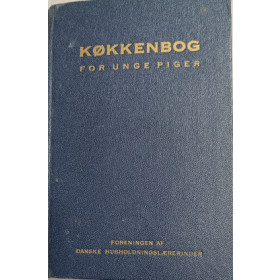 KØKKENBOG
FOR UNGE PIGER
FORENINGEN AF
DANSKE HUSHOLDNINGSLÆRERINDER